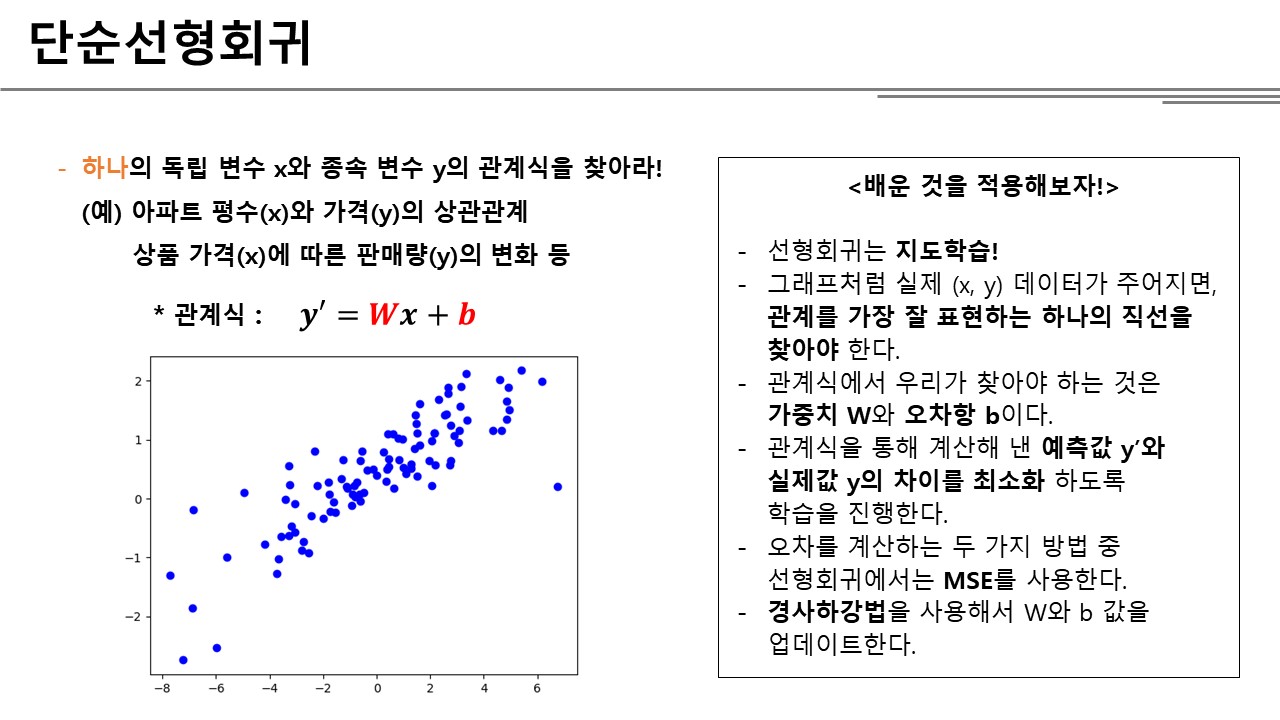 단순선형회귀
- 하나의 독립 변수 x와 종속 변수 y의 관계식을 찾아라!
(예) 아파트 평수(x)와 가격(y)의 상관관계
상품 가격(x)에 따른 판매량(y)의 변화 등
* 관계식 : y′ = Wx + b
2
1
0
−1
−2
−8 −6 −4 −2 0 2 4 6
<배운 것을 적용해보자!>
- 선형회귀는 지도학습!
- 그래프처럼 실제 (x, y) 데이터가 주어지면,
관계를 가장 잘 표현하는 하나의 직선을
찾아야 한다.
- 관계식에서 우리가 찾아야 하는 것은
가중치 W와 오차항 b이다.
- 관계식을 통해 계산해 낸 예측값 y’와
실제값 y의 차이를 최소화 하도록
학습을 진행한다.
- 오차를 계산하는 두 가지 방법 중
선형회귀에서는 MSE를 사용한다.
- 경사하강법을 사용해서 W와 b 값을
업데이트한다.